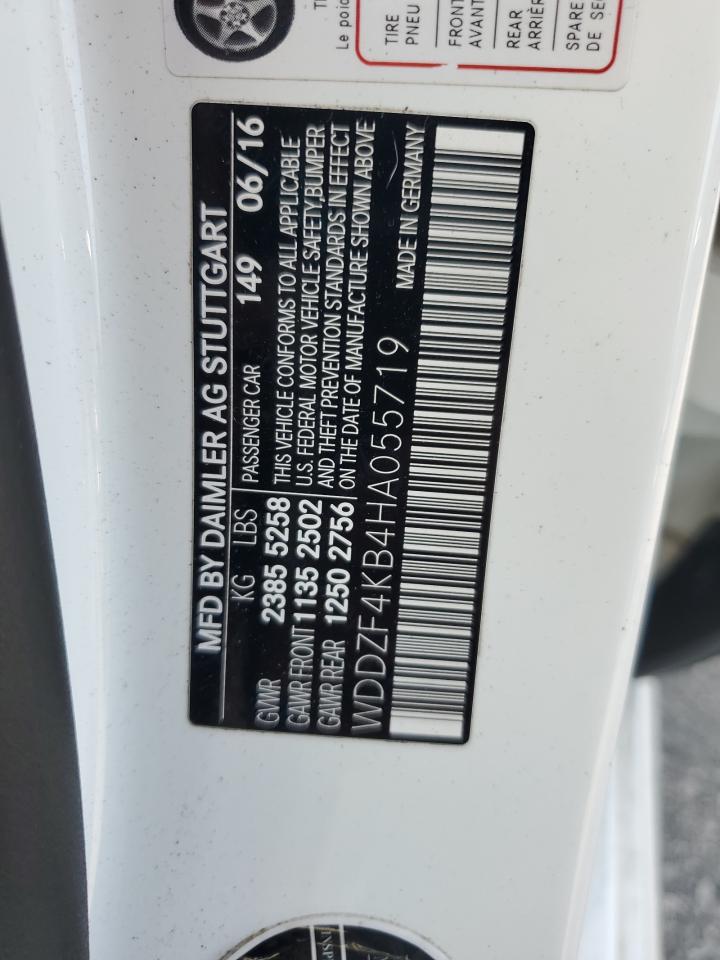 MFD BY DAIMLER AG STUTTGART
KG LBS PASSENGER CAR 149 06/16
GVWR 2385 5258 THIS VEHICLE CONFORMS TO ALL APPLICABLE
GAWR FRONT 1135 2502 U.S. FEDERAL MOTOR VEHICLE SAFETY, BUMPER
GAWR REAR 1250 2756 AND THEFT PREVENTION STANDARDS IN EFFECT
ON THE DATE OF MANUFACTURE SHOWN ABOVE
WDDZF4KB4HA055719 MADE IN GERMANY
Le
TIRE
PNEU
FRONT
AVANT
REAR
ARRIÈR
SPARE
DE